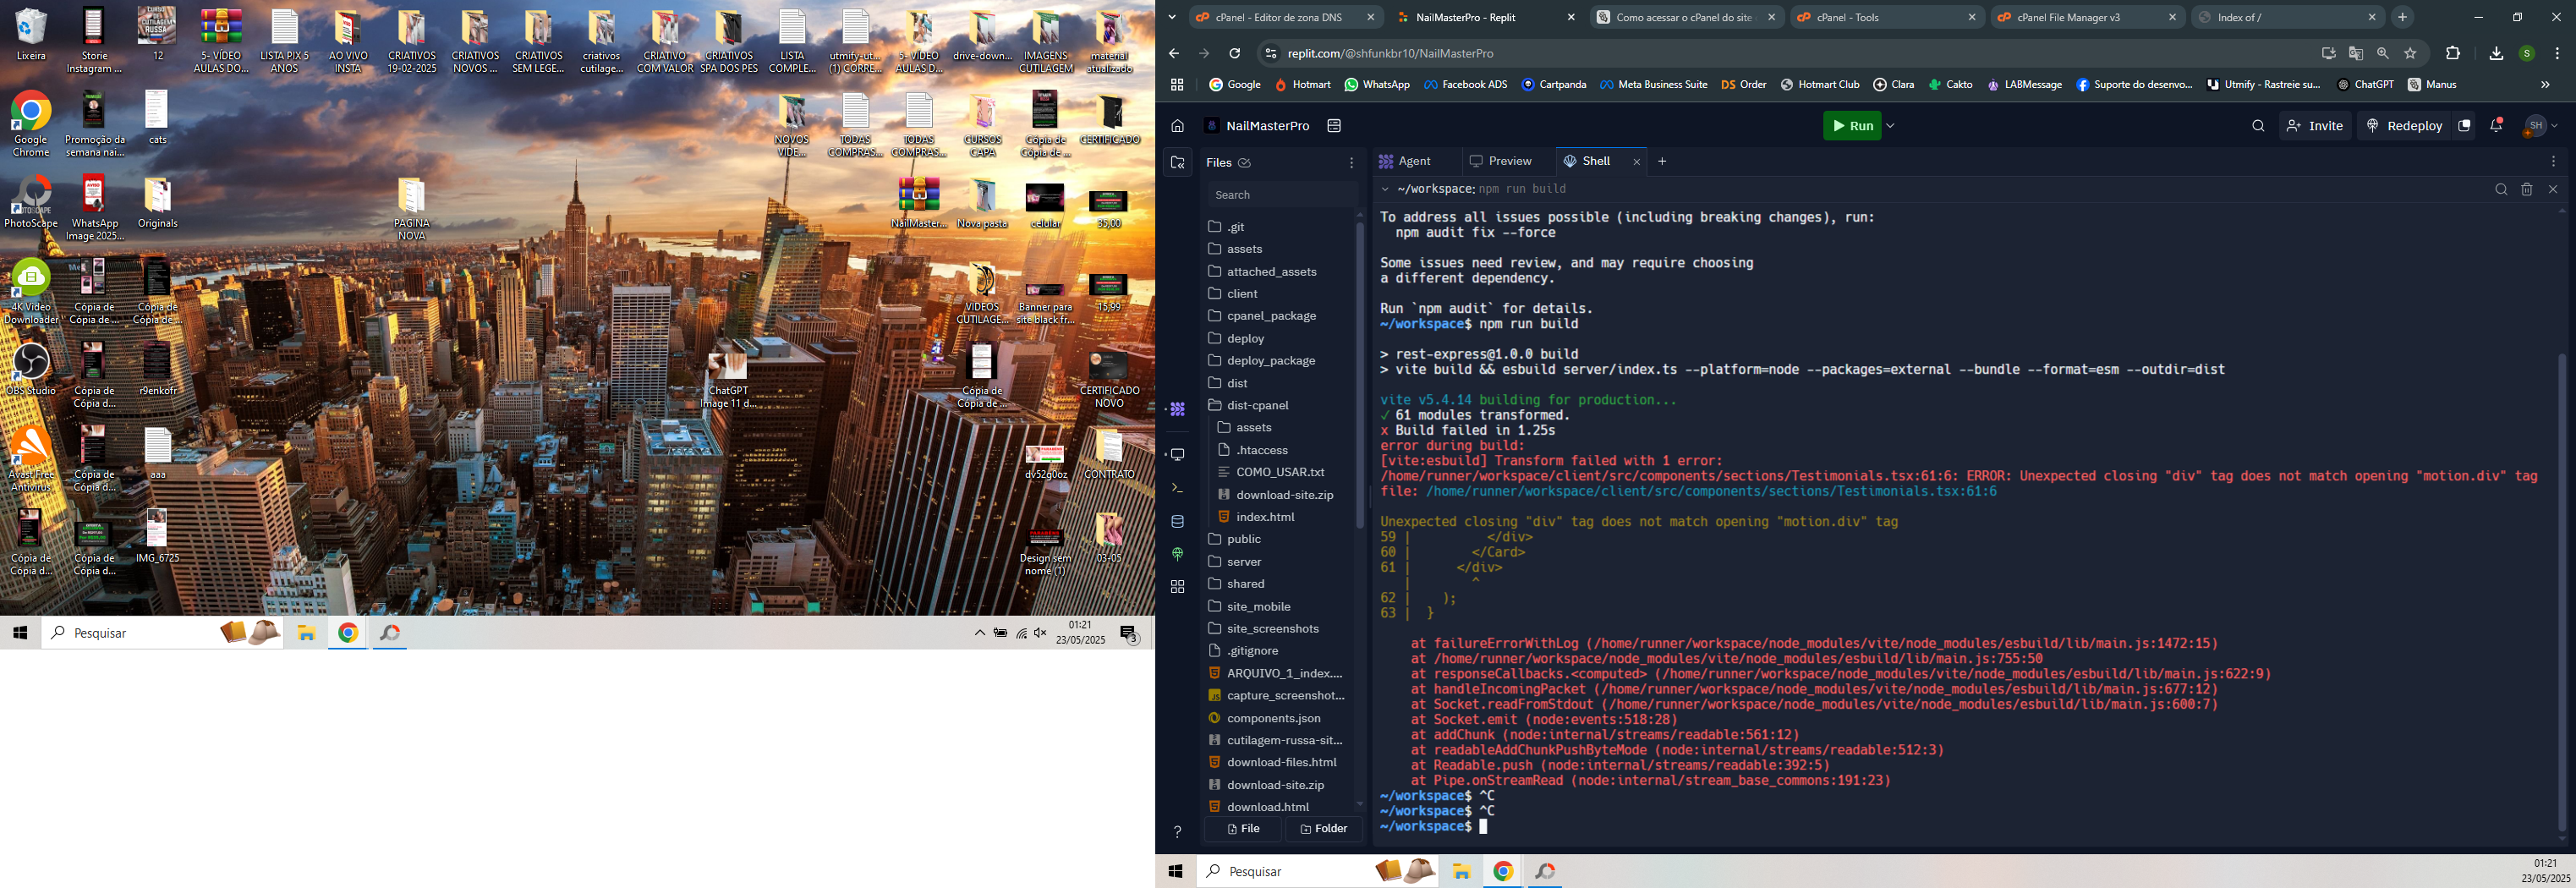 Lixeira
Storie Instagram ...
12
5- VÍDEO AULAS DO...
LISTA PIX 5 ANOS
AO VIVO INSTA
CRIATIVOS 19-02-2025
CRIATIVOS NOVOS ...
CRIATIVOS SEM LEGE...
criativos cutilage...
CRIATIVO COM VALOR
CRIATIVOS SPA DOS PES
LISTA COMPLE...
utmify-ut... (1) CORRE...
5- VÍDEO AULAS D...
drive-down...
IMAGENS CUTILAGEM
material atualizado
Google Chrome
Promoção da semana nai...
cats
NOVOS VIDE...
TODAS COMPRAS...
TODAS COMPRAS...
CURSOS CAPA
Cópia de Cópia de ...
CERTIFICADO
PhotoScape
WhatsApp Image 2025...
Originals
PAGINA NOVA
NailMaster...
Nova pasta
celular
35,00
4K Video Downloader
Cópia de Cópia de ...
Cópia de Cópia de ...
VIDEOS CUTILAGE...
Banner para site black fr...
15,99
OBS Studio
Cópia de Cópia d...
r9enkofr
ChatGPT Image 11 d...
Cópia de Cópia de ...
CERTIFICADO NOVO
Avast Free Antivirus
Cópia de Cópia d...
aaa
dv52g0oz
CONTRATO
Cópia de Cópia d...
Cópia de Cópia d...
IMG_6725
Design sem nome (1)
03-05
Pesquisar
01:21
23/05/2025
3
cPanel - Editor de zona DNS
NailMasterPro - Replit
Como acessar o cPanel do site
cPanel - Tools
cPanel File Manager v3
Index of /
replit.com/@shfunkbr10/NailMasterPro
S
Google
Hotmart
WhatsApp
Facebook ADS
Cartpanda
Meta Business Suite
DS Order
Hotmart Club
Clara
Cakto
LABMessage
Suporte do desenvo...
Utmify - Rastreie su...
ChatGPT
Manus
NailMasterPro
Run
Invite
Redeploy
SH
Files
Agent
Preview
Shell
Search
~/workspace: npm run build
.git
assets
attached_assets
client
cpanel_package
deploy
deploy_package
dist
dist-cpanel
assets
.htaccess
COMO_USAR.txt
download-site.zip
index.html
public
server
shared
site_mobile
site_screenshots
.gitignore
ARQUIVO_1_index....
capture_screenshot...
components.json
cutilagem-russa-sit...
download-files.html
download-site.zip
download.html
File
Folder
To address all issues possible (including breaking changes), run:
npm audit fix --force
Some issues need review, and may require choosing
a different dependency.
Run `npm audit` for details.
~/workspace$ npm run build
> rest-express@1.0.0 build
> vite build && esbuild server/index.ts --platform=node --packages=external --bundle --format=esm --outdir=dist
vite v5.4.14 building for production...
✓ 61 modules transformed.
x Build failed in 1.25s
error during build:
[vite:esbuild] Transform failed with 1 error:
/home/runner/workspace/client/src/components/sections/Testimonials.tsx:61:6: ERROR: Unexpected closing "div" tag does not match opening "motion.div" tag
file: /home/runner/workspace/client/src/components/sections/Testimonials.tsx:61:6
Unexpected closing "div" tag does not match opening "motion.div" tag
59 | </div>
60 | </Card>
61 | </div>
| ^
62 | );
63 | }
at failureErrorWithLog (/home/runner/workspace/node_modules/vite/node_modules/esbuild/lib/main.js:1472:15)
at /home/runner/workspace/node_modules/vite/node_modules/esbuild/lib/main.js:755:50
at responseCallbacks.<computed> (/home/runner/workspace/node_modules/vite/node_modules/esbuild/lib/main.js:622:9)
at handleIncomingPacket (/home/runner/workspace/node_modules/vite/node_modules/esbuild/lib/main.js:677:12)
at Socket.readFromStdout (/home/runner/workspace/node_modules/vite/node_modules/esbuild/lib/main.js:600:7)
at Socket.emit (node:events:518:28)
at addChunk (node:internal/streams/readable:561:12)
at readableAddChunkPushByteMode (node:internal/streams/readable:512:3)
at Readable.push (node:internal/streams/readable:392:5)
at Pipe.onStreamRead (node:internal/stream_base_commons:191:23)
~/workspace$ ^C
~/workspace$ ^C
~/workspace$
Pesquisar
01:21
23/05/2025